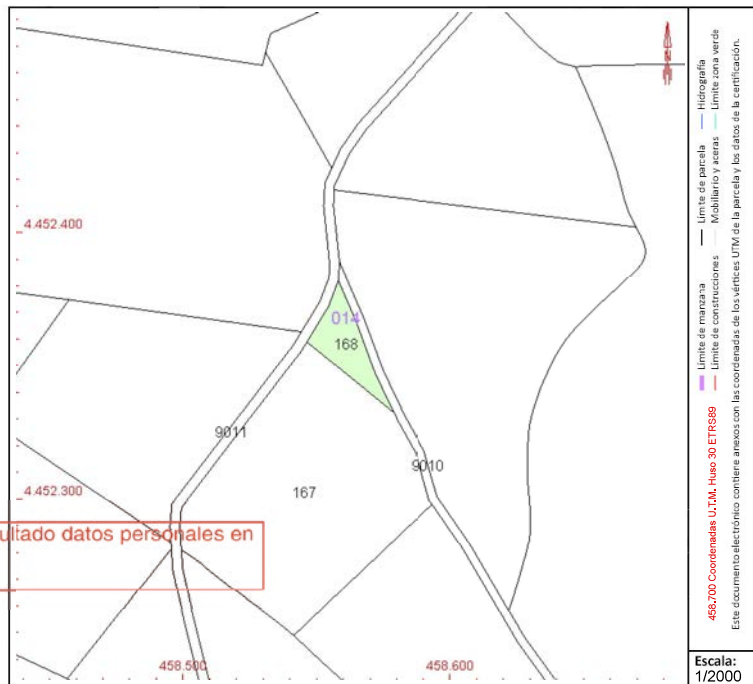 4.452.400
014
168
9011
9010
4.452.300
167
ultado datos personales en
458.500
458.600
Límite de manzana
Límite de parcela
Hidrografía
Límite de construcciones
Mobiliario y aceras
Límite zona verde
458.700 Coordenadas U.T.M. Huso 30 ETRS89
Este documento electrónico contiene anexos con las coordenadas de los vértices UTM de la parcela y los datos de la certificación.
Escala:
1/2000